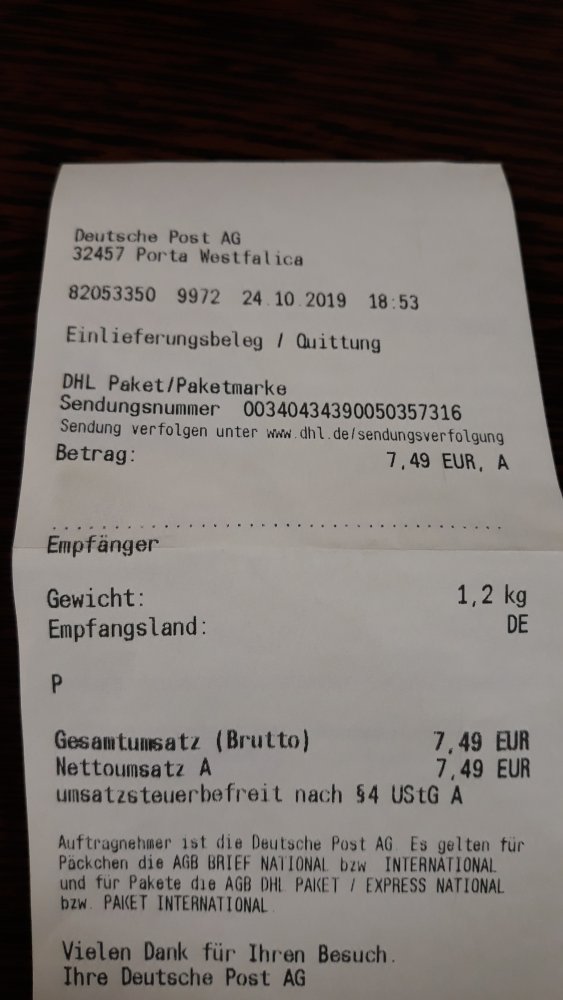 Deutsche Post AG
32457 Porta Westfalica
82053350 9972 24.10.2019 18:53
Einlieferungsbeleg / Quittung
DHL Paket/Paketmarke
Sendungsnummer 00340434390050357316
Sendung verfolgen unter www.dhl.de/sendungsverfolgung
Betrag: 7,49 EUR, A
Empfänger
Gewicht: 1,2 kg
Empfangsland: DE
P
Gesamtumsatz (Brutto) 7,49 EUR
Nettoumsatz A 7,49 EUR
umsatzsteuerbefreit nach §4 UStG A
Auftragnehmer ist die Deutsche Post AG. Es gelten für
Päckchen die AGB BRIEF NATIONAL bzw. INTERNATIONAL
und für Pakete die AGB DHL PAKET / EXPRESS NATIONAL
bzw. PAKET INTERNATIONAL.
Vielen Dank für Ihren Besuch.
Ihre Deutsche Post AG